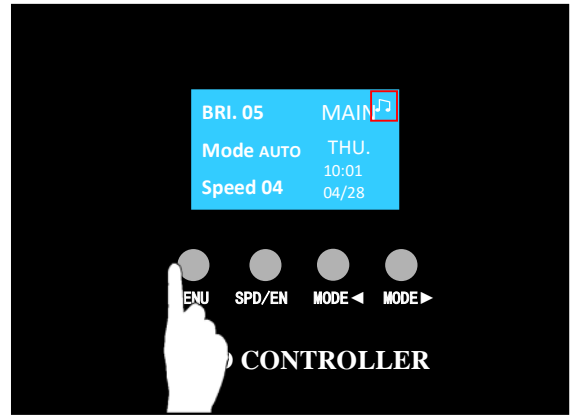 BRI. 05 MAIN
Mode AUTO THU.
10:01
Speed 04 04/28
ENU SPD/EN MODE◄ MODE►
CONTROLLER